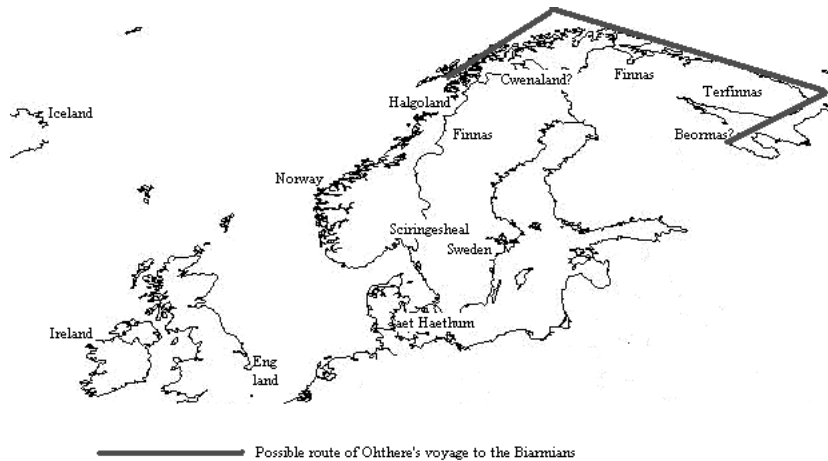 Cwenaland?
Finnas
Terfinnas
Halgoland
Iceland
Finnas
Beormas?
Norway
Sciringesheal
Sweden
aet Haethum
Ireland
Eng
land
Possible route of Ohthere's voyage to the Biarmians